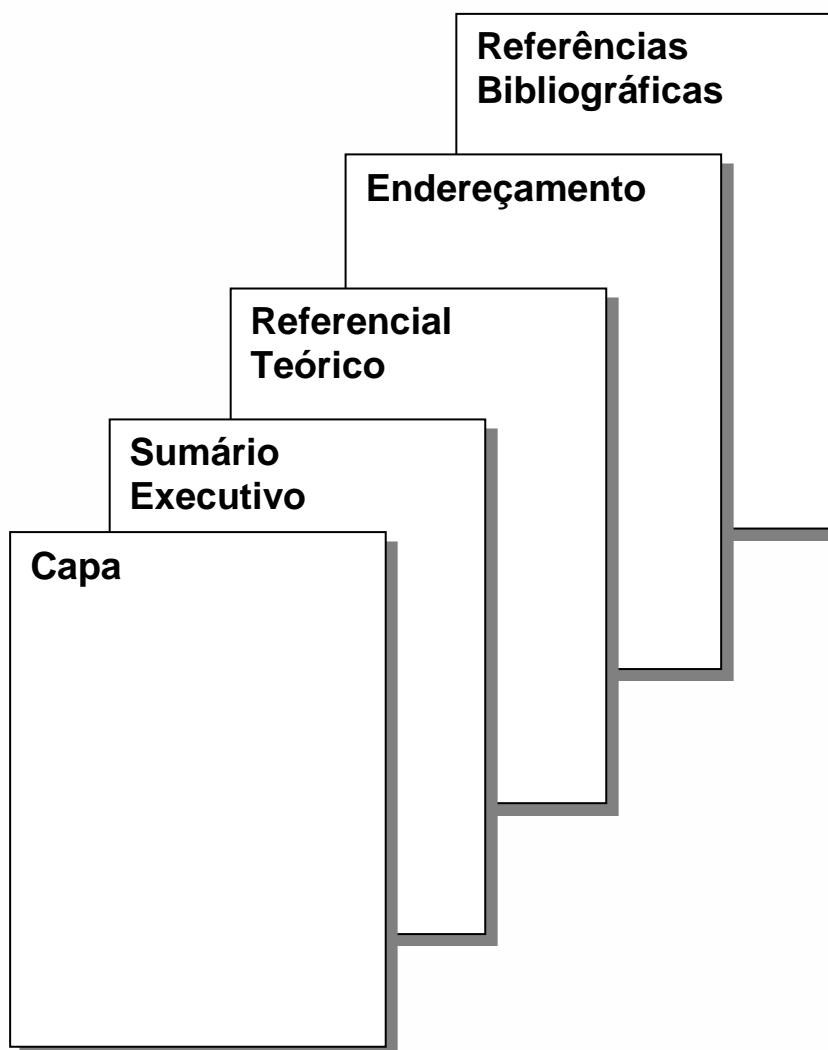 Referências
Bibliográficas
Endereçamento
Referencial
Teórico
Sumário
Executivo
Capa